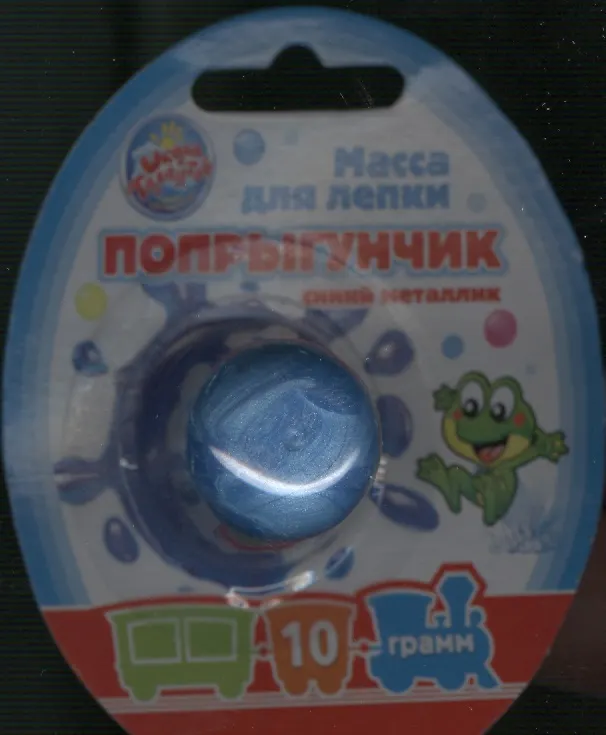 Масса
для лепки
ПОПРЫГУНЧИК
синий металлик
10 грамм